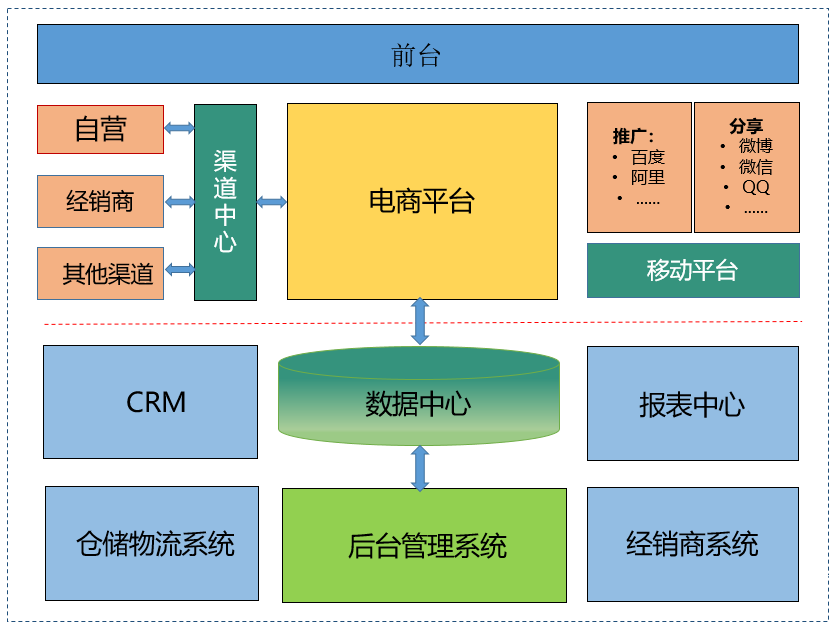 前台
自营
经销商
其他渠道
渠道中心
电商平台
推广：
• 百度
• 阿里
• ......
分享
• 微博
• 微信
• QQ
• ......
移动平台
CRM
数据中心
报表中心
仓储物流系统
后台管理系统
经销商系统